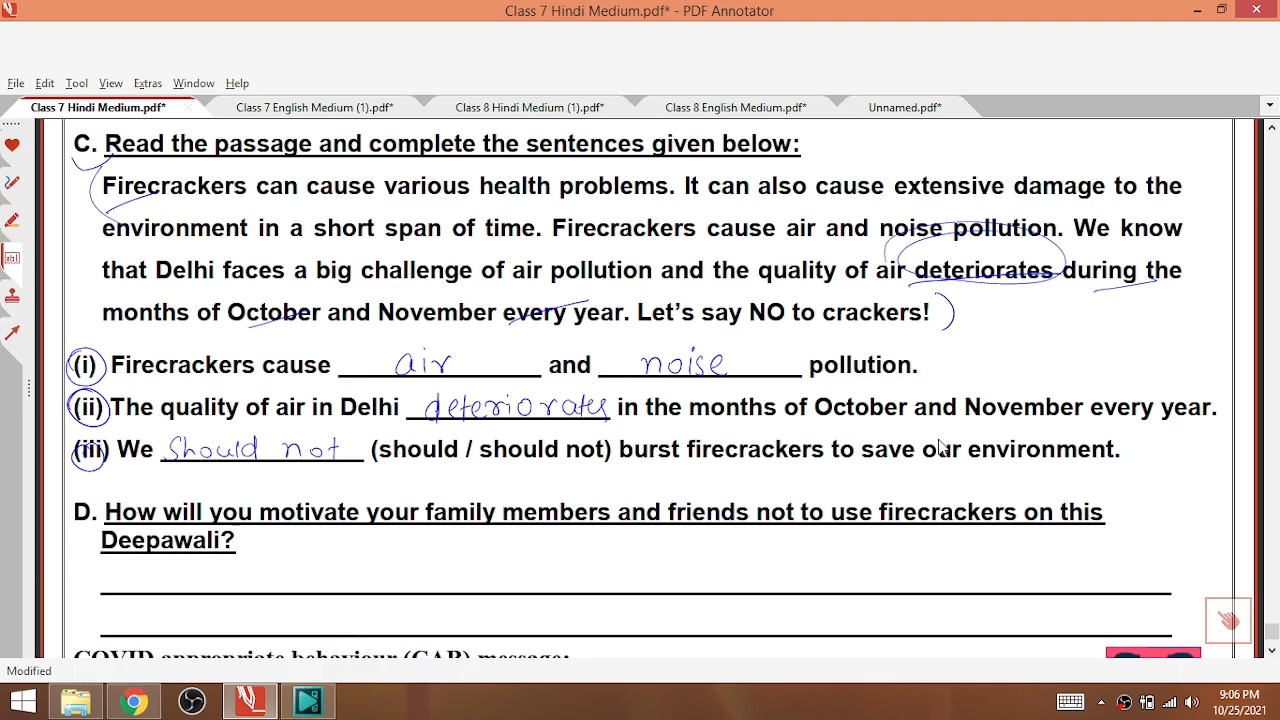 Class 7 Hindi Medium.pdf* - PDF Annotator
File Edit Tool View Extras Window Help
Class 7 Hindi Medium.pdf* Class 7 English Medium (1).pdf* Class 8 Hindi Medium (1).pdf* Class 8 English Medium.pdf* Unnamed.pdf*
C. Read the passage and complete the sentences given below:
Firecrackers can cause various health problems. It can also cause extensive damage to the
environment in a short span of time. Firecrackers cause air and noise pollution. We know
that Delhi faces a big challenge of air pollution and the quality of air deteriorates during the
months of October and November every year. Let's say NO to crackers!
(i) Firecrackers cause air and noise pollution.
(ii) The quality of air in Delhi deteriorates in the months of October and November every year.
(iii) We should not (should / should not) burst firecrackers to save our environment.
D. How will you motivate your family members and friends not to use firecrackers on this
Deepawali?
COVID appropriate behaviour (CAB) message:
Modified
9:06 PM
10/25/2021